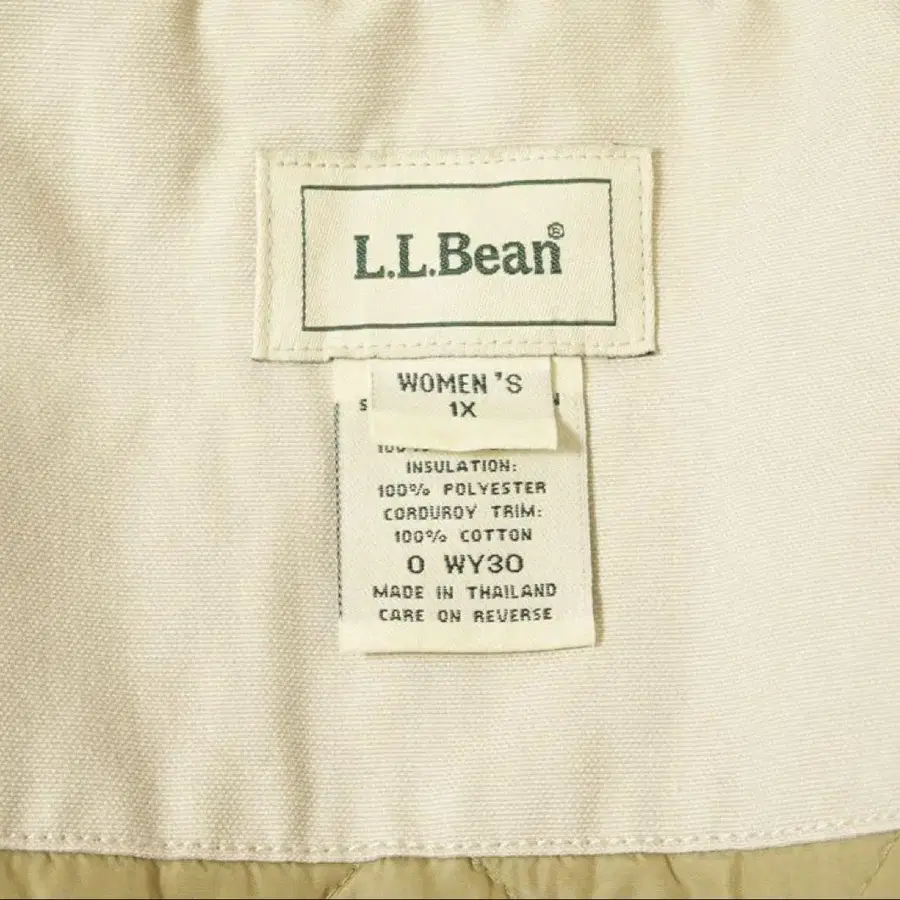 L.L.Bean®
WOMEN'S
1X
INSULATION:
100% POLYESTER
CORDUROY TRIM:
100% COTTON
0 WY30
MADE IN THAILAND
CARE ON REVERSE